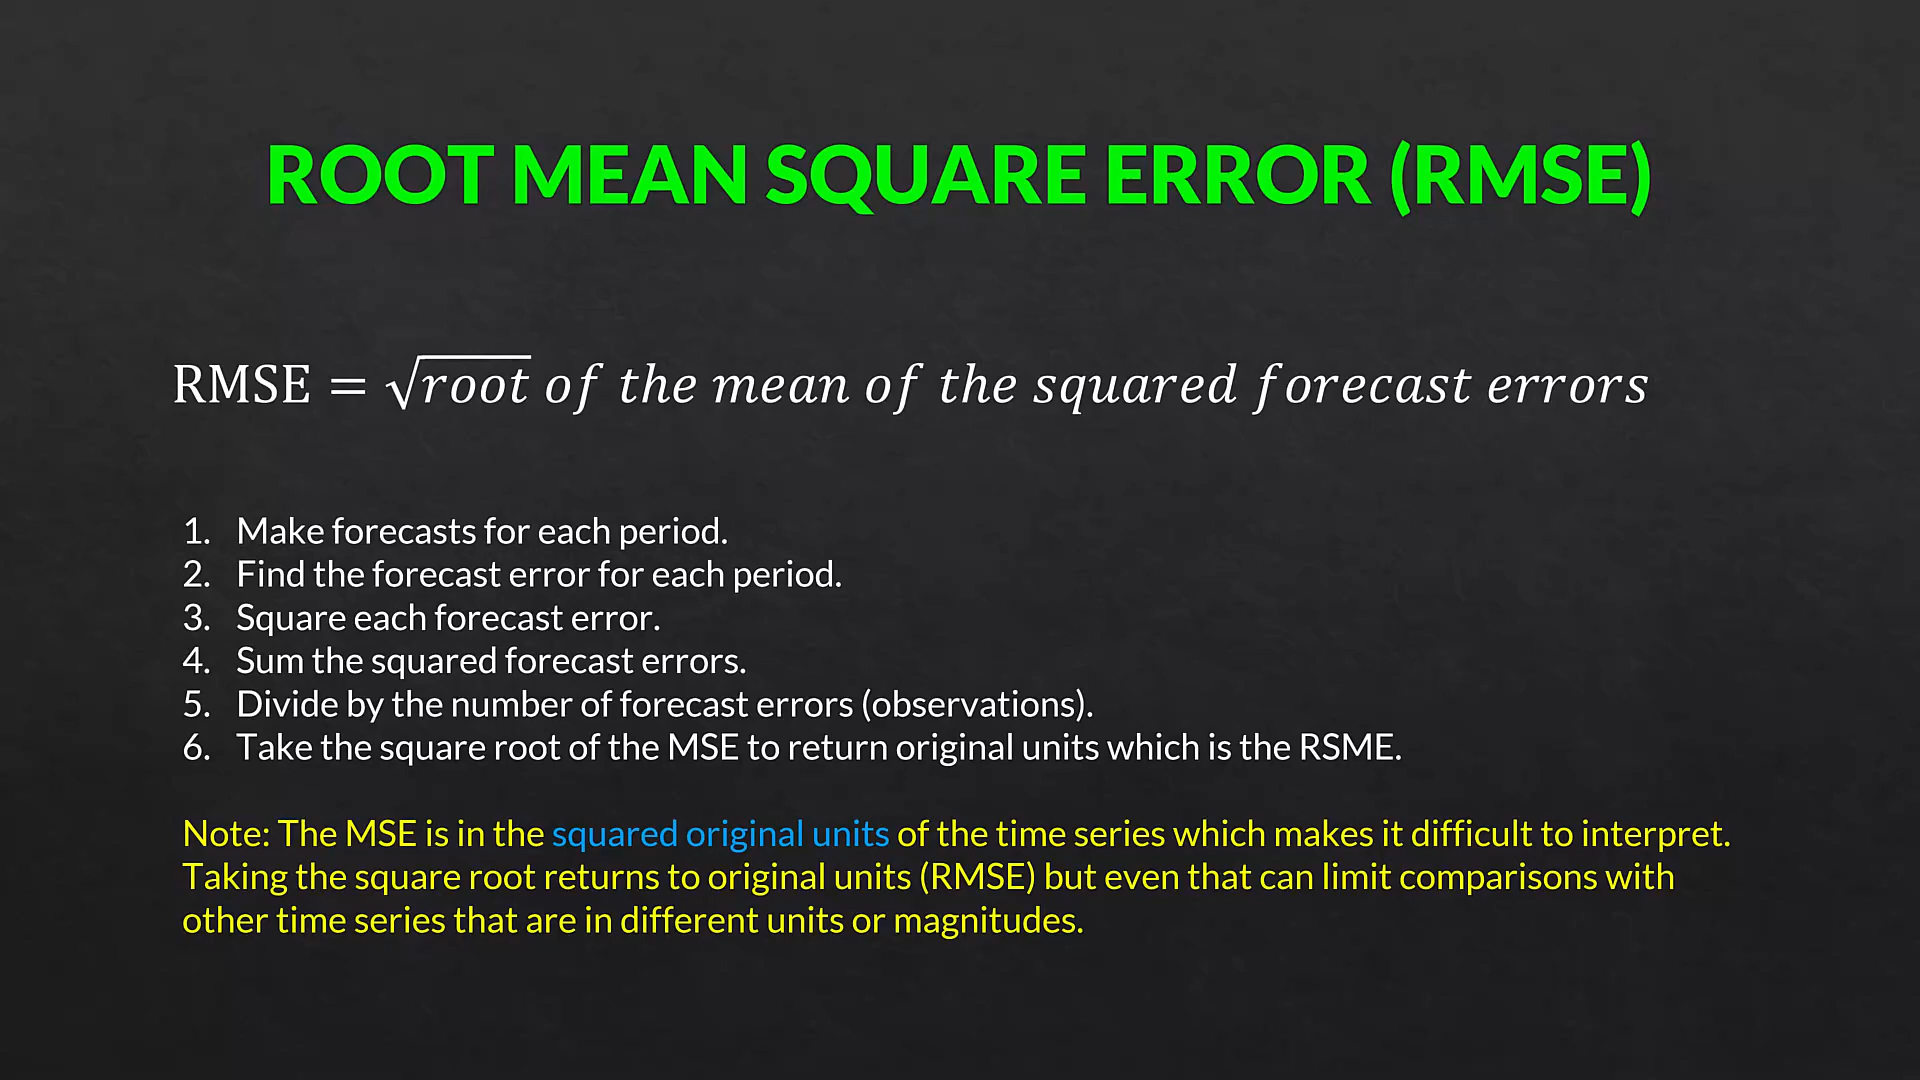 ROOT MEAN SQUARE ERROR (RMSE)
RMSE = √root of the mean of the squared forecast errors
1. Make forecasts for each period.
2. Find the forecast error for each period.
3. Square each forecast error.
4. Sum the squared forecast errors.
5. Divide by the number of forecast errors (observations).
6. Take the square root of the MSE to return original units which is the RSME.
Note: The MSE is in the squared original units of the time series which makes it difficult to interpret.
Taking the square root returns to original units (RMSE) but even that can limit comparisons with
other time series that are in different units or magnitudes.